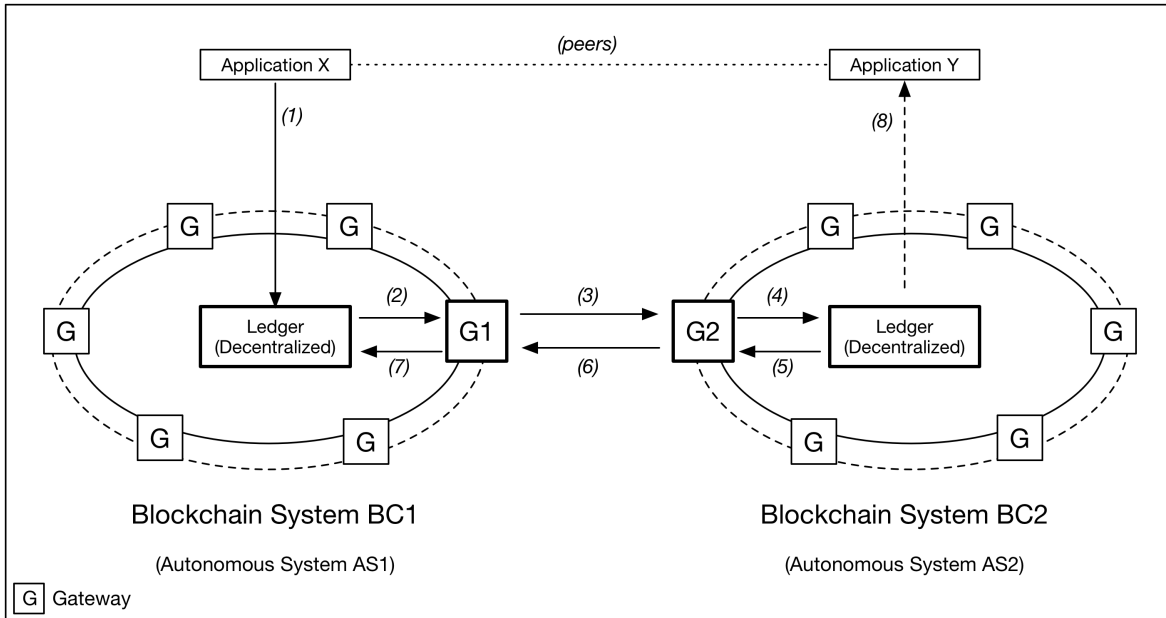 (peers)
Application X
Application Y
(1)
(8)
G
G
G
G
(2)
(3)
(4)
G
Ledger
(Decentralized)
G1
G2
Ledger
(Decentralized)
G
(7)
(6)
(5)
G
G
G
G
Blockchain System BC1
Blockchain System BC2
(Autonomous System AS1)
(Autonomous System AS2)
G Gateway